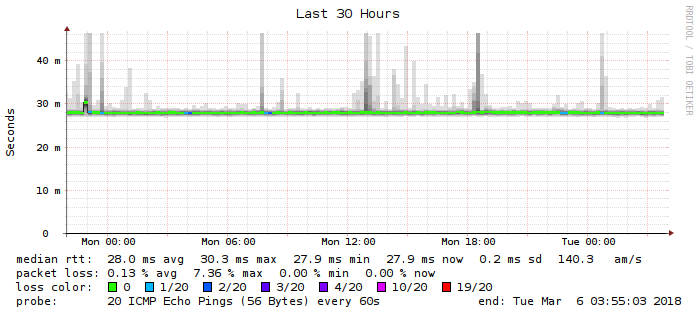 Last 30 Hours
RRDTOOL / TOBI OETIKER
Seconds
40 m
30 m
20 m
10 m
0
Mon 00:00 Mon 06:00 Mon 12:00 Mon 18:00 Tue 00:00
median rtt: 28.0 ms avg 30.3 ms max 27.9 ms min 27.9 ms now 0.2 ms sd 140.3 am/s
packet loss: 0.13 % avg 7.36 % max 0.00 % min 0.00 % now
loss color: 0 1/20 2/20 3/20 4/20 10/20 19/20
probe: 20 ICMP Echo Pings (56 Bytes) every 60s end: Tue Mar 6 03:55:03 2018